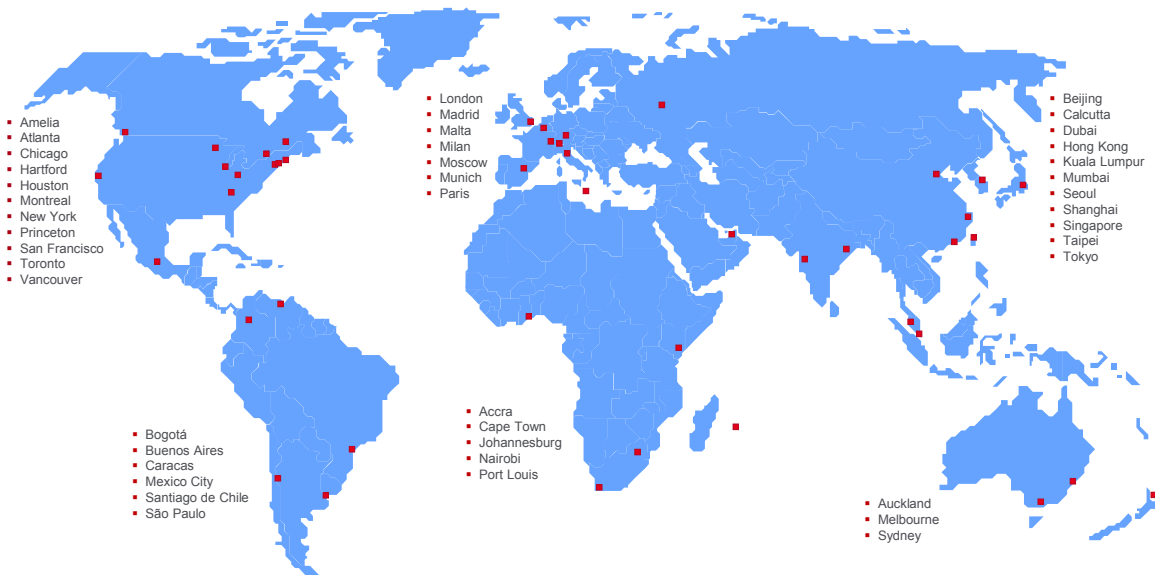 Amelia
Atlanta
Chicago
Hartford
Houston
Montreal
New York
Princeton
San Francisco
Toronto
Vancouver
London
Madrid
Malta
Milan
Moscow
Munich
Paris
Beijing
Calcutta
Dubai
Hong Kong
Kuala Lumpur
Mumbai
Seoul
Shanghai
Singapore
Taipei
Tokyo
Bogotá
Buenos Aires
Caracas
Mexico City
Santiago de Chile
São Paulo
Accra
Cape Town
Johannesburg
Nairobi
Port Louis
Auckland
Melbourne
Sydney